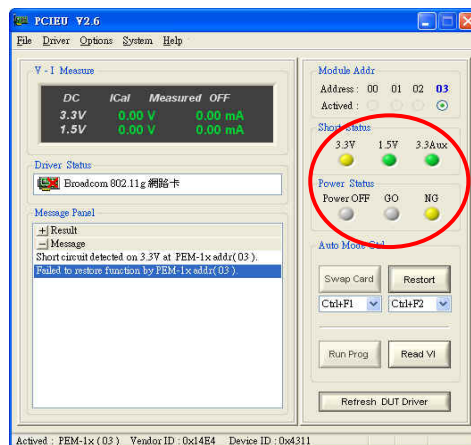 PCIEU V2.6
File Driver Options System Help
V - I Measure
DC ICal Measured OFF
3.3V 0.00 V 0.00 mA
1.5V 0.00 V 0.00 mA
Driver Status
Broadcom 802.11g 網路卡
Message Panel
Result
Message
Short circuit detected on 3.3V at PEM-1x addr( 03 ).
Failed to restore function by PEM-1x addr( 03 ).
Module Addr
Address : 00 01 02 03
Actived :
Short Status
3.3V 1.5V 3.3Aux
Power Status
Power OFF GO NG
Auto Mode Ctrl
Swap Card Restort
Ctrl+F1 Ctrl+F2
Run Prog Read VI
Refresh DUT Driver
Actived : PEM-1x ( 03 ) Vendor ID : 0x14E4 Device ID : 0x4311